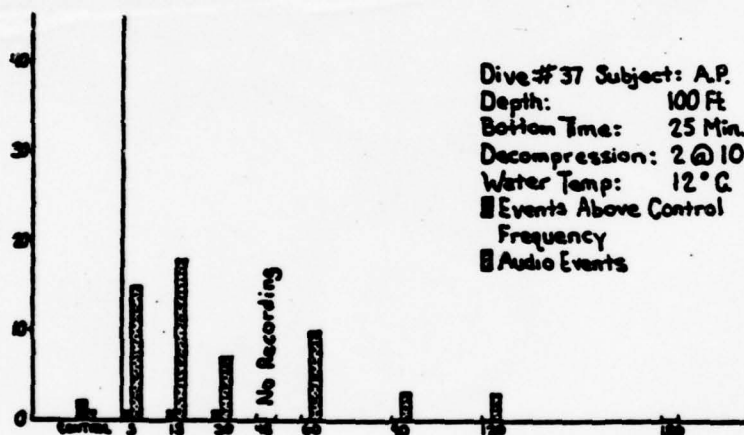 40
30
20
10
0
Dive #37 Subject: A.P.
Depth: 100 Ft
Bottom Time: 25 Min.
Decompression: 2 @ 10
Water Temp: 12° C
Events Above Control
Frequency
Audio Events
No Recording
Control
60